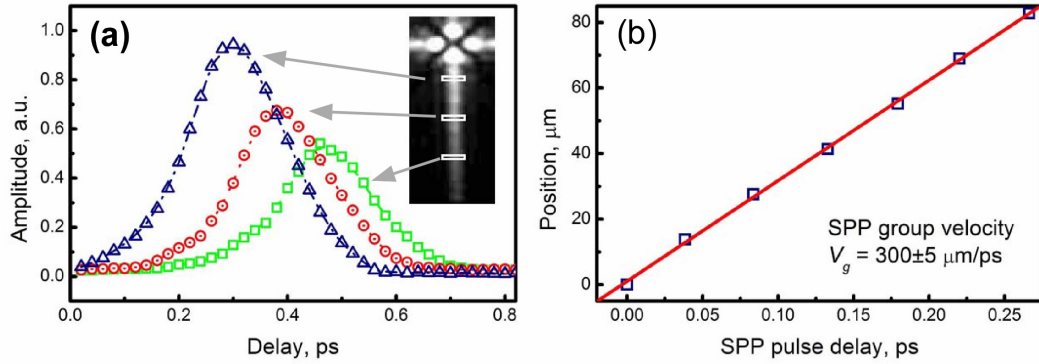 (a)
1.0
0.8
0.6
0.4
0.2
0.0
Amplitude, a.u.
0.0 0.2 0.4 0.6 0.8
Delay, ps
(b)
80
60
40
20
0
Position, μm
SPP group velocity
Vg = 300±5 μm/ps
0.00 0.05 0.10 0.15 0.20 0.25
SPP pulse delay, ps